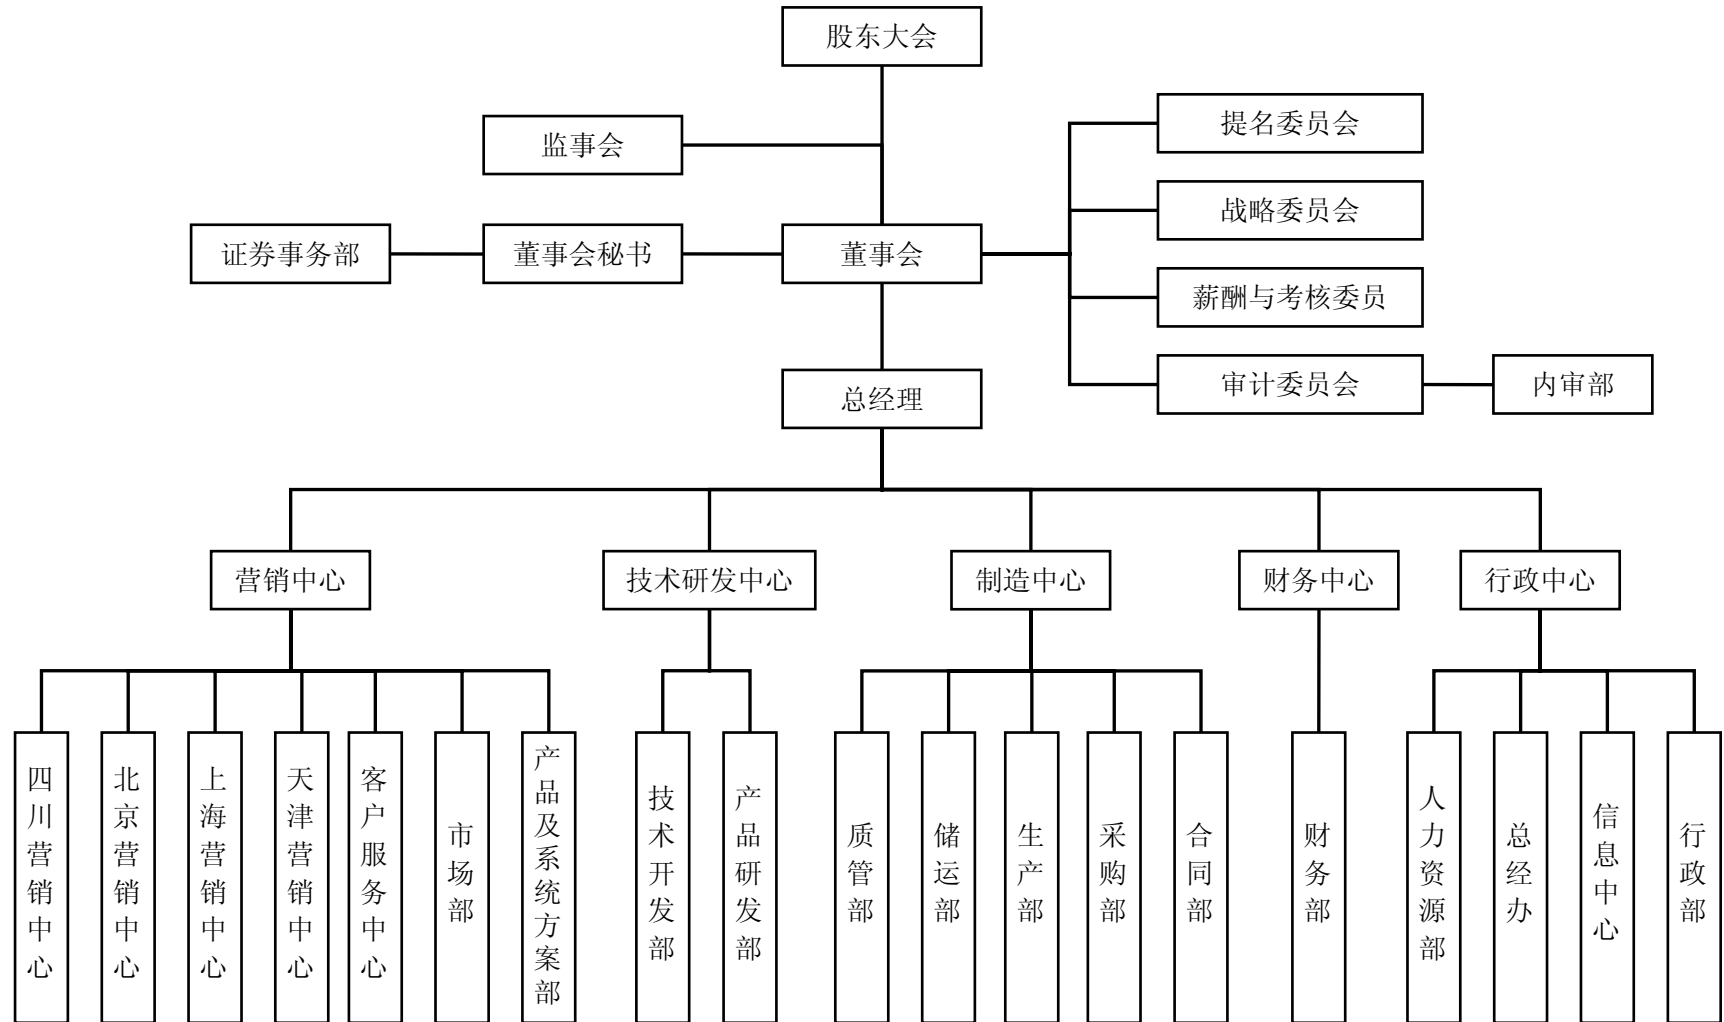 股东大会
提名委员会
监事会
战略委员会
证券事务部
董事会秘书
董事会
薪酬与考核委员
审计委员会
内审部
总经理
营销中心
技术研发中心
制造中心
财务中心
行政中心
四川营销中心
北京营销中心
上海营销中心
天津营销中心
客户服务中心
市场部
产品及系统方案部
技术开发部
产品研发部
质管部
储运部
生产部
采购部
合同部
财务部
人力资源部
总经办
信息中心
行政部